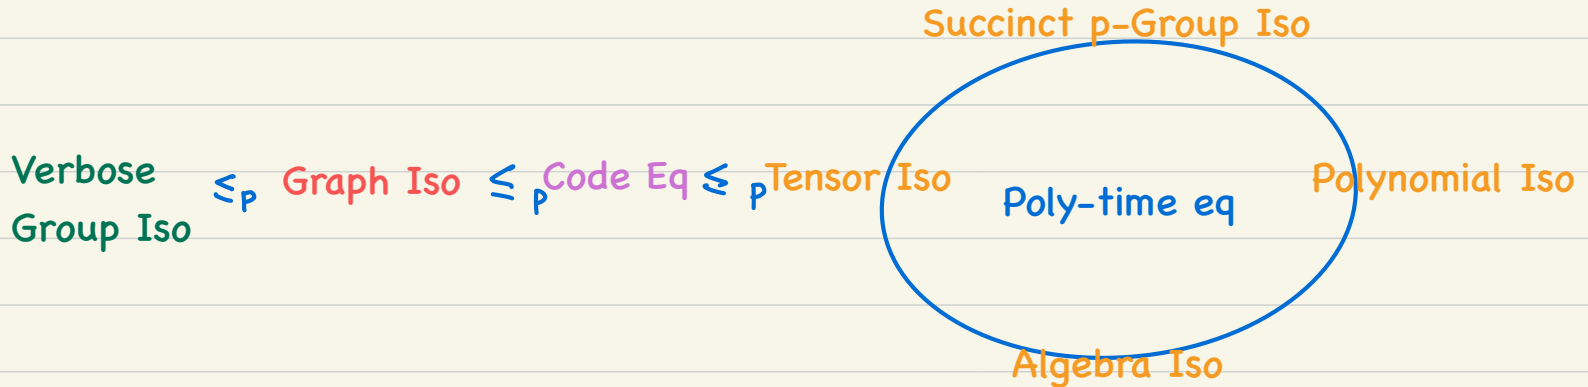 Succinct p-Group Iso
Verbose
Group Iso
≤p Graph Iso ≤p Code Eq ≤p Tensor Iso
Poly-time eq
Polynomial Iso
Algebra Iso